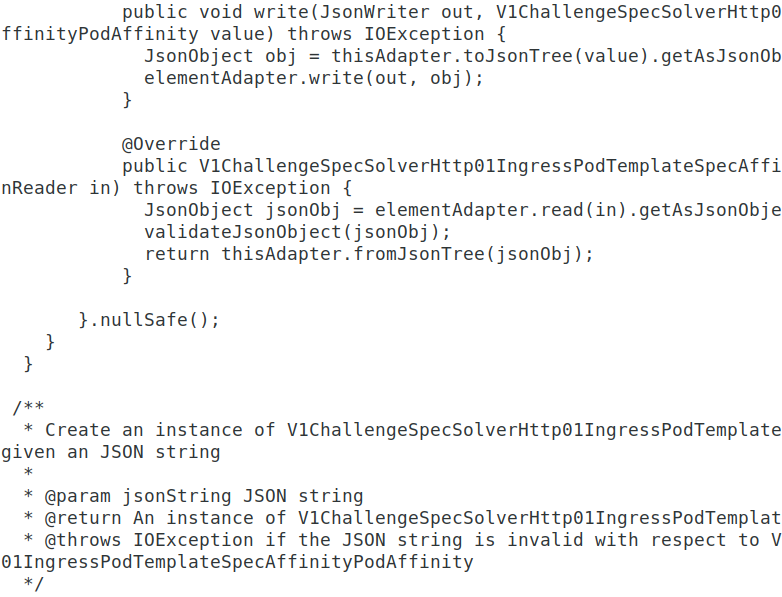 public void write(JsonWriter out, V1ChallengeSpecSolverHttp0
ffinityPodAffinity value) throws IOException {
JsonObject obj = thisAdapter.toJsonTree(value).getAsJsonOb
elementAdapter.write(out, obj);
}
@Override
public V1ChallengeSpecSolverHttp01IngressPodTemplateSpecAffi
nReader in) throws IOException {
JsonObject jsonObj = elementAdapter.read(in).getAsJsonObje
validateJsonObject(jsonObj);
return thisAdapter.fromJsonTree(jsonObj);
}
}.nullSafe();
}
}
/**
* Create an instance of V1ChallengeSpecSolverHttp01IngressPodTemplate
given an JSON string
*
* @param jsonString JSON string
* @return An instance of V1ChallengeSpecSolverHttp01IngressPodTemplat
* @throws IOException if the JSON string is invalid with respect to V
01IngressPodTemplateSpecAffinityPodAffinity
*/